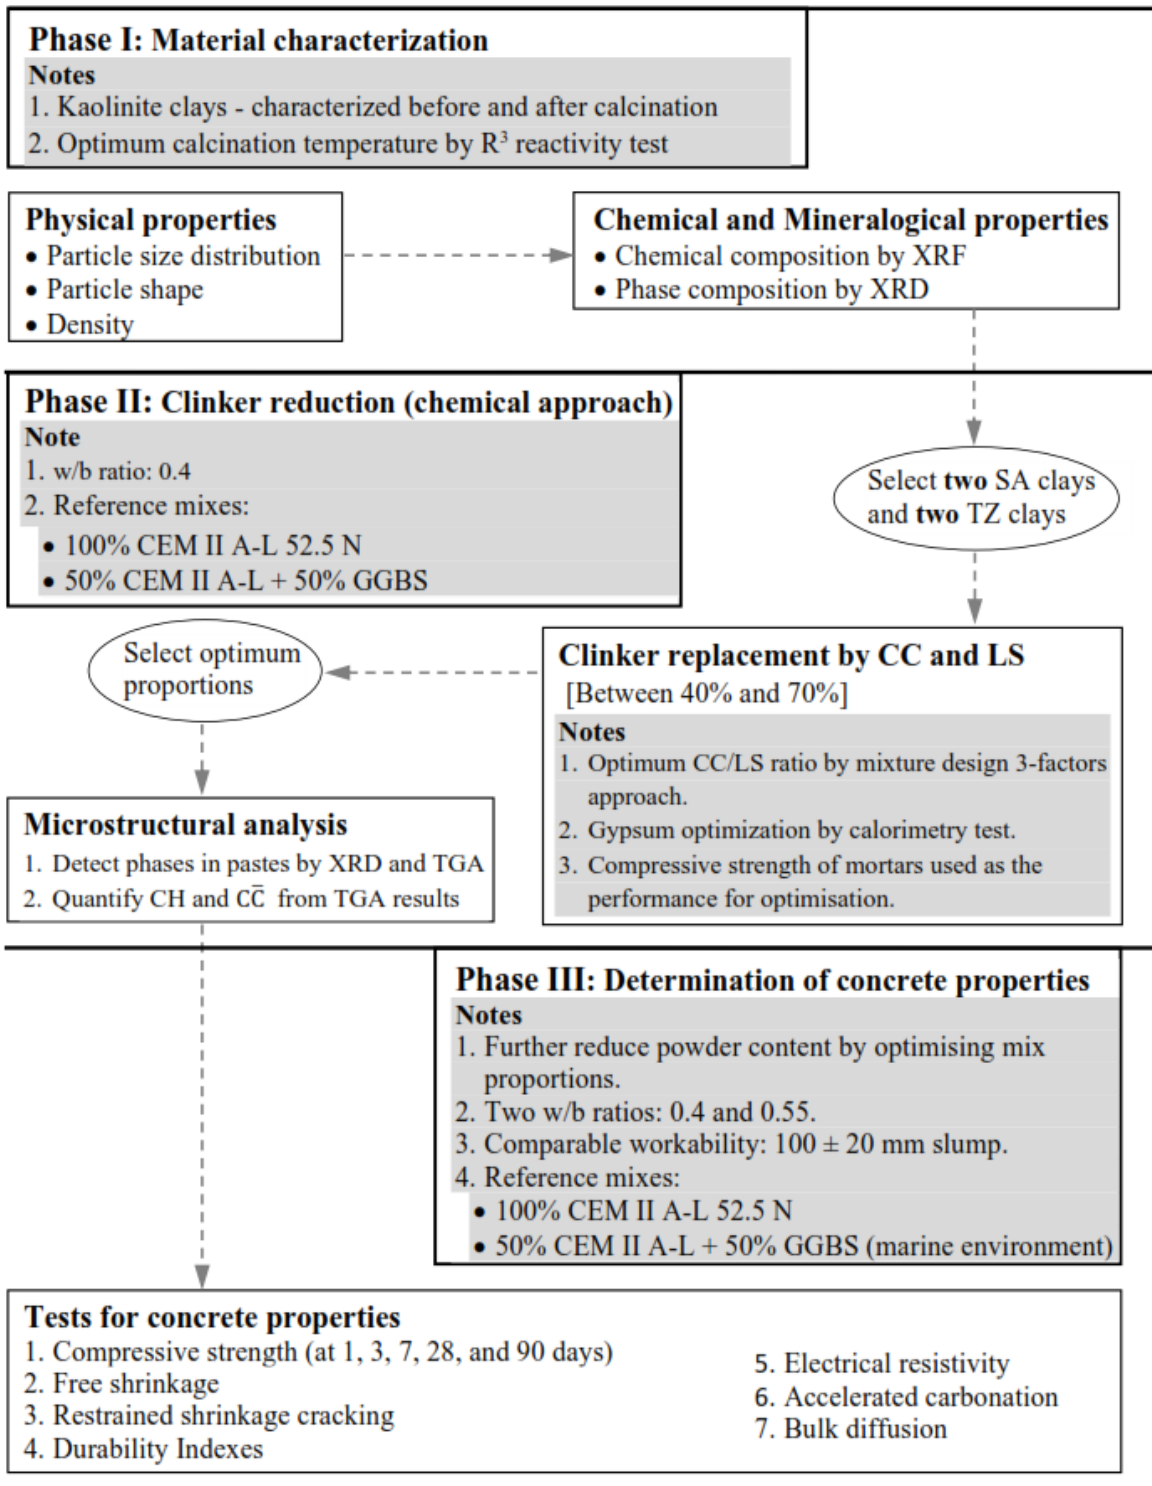 Phase I: Material characterization
Notes
1. Kaolinite clays - characterized before and after calcination
2. Optimum calcination temperature by R³ reactivity test
Physical properties
• Particle size distribution
• Particle shape
• Density
Chemical and Mineralogical properties
• Chemical composition by XRF
• Phase composition by XRD
Phase II: Clinker reduction (chemical approach)
Note
1. w/b ratio: 0.4
2. Reference mixes:
• 100% CEM II A-L 52.5 N
• 50% CEM II A-L + 50% GGBS
Select two SA clays
and two TZ clays
Clinker replacement by CC and LS
[Between 40% and 70%]
Notes
1. Optimum CC/LS ratio by mixture design 3-factors
approach.
2. Gypsum optimization by calorimetry test.
3. Compressive strength of mortars used as the
performance for optimisation.
Select optimum
proportions
Microstructural analysis
1. Detect phases in pastes by XRD and TGA
2. Quantify CH and CC̄ from TGA results
Phase III: Determination of concrete properties
Notes
1. Further reduce powder content by optimising mix
proportions.
2. Two w/b ratios: 0.4 and 0.55.
3. Comparable workability: 100 ± 20 mm slump.
4. Reference mixes:
• 100% CEM II A-L 52.5 N
• 50% CEM II A-L + 50% GGBS (marine environment)
Tests for concrete properties
1. Compressive strength (at 1, 3, 7, 28, and 90 days)
2. Free shrinkage
3. Restrained shrinkage cracking
4. Durability Indexes
5. Electrical resistivity
6. Accelerated carbonation
7. Bulk diffusion